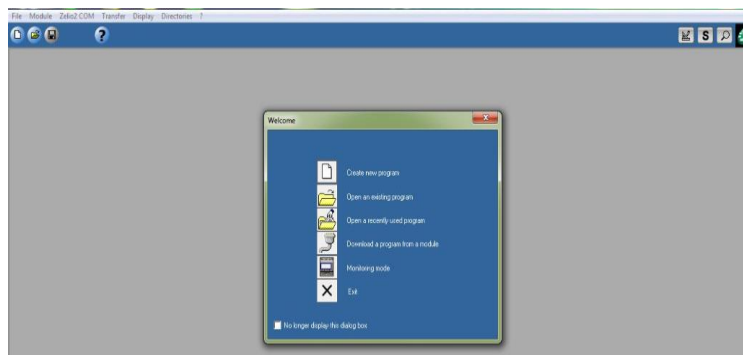 File Module Zelio2 COM Transfer Display Directories ?
?
S
Welcome
Create new program
Open an existing program
Open a recently used program
Download a program from a module
Monitoring mode
Exit
No longer display this dialog box